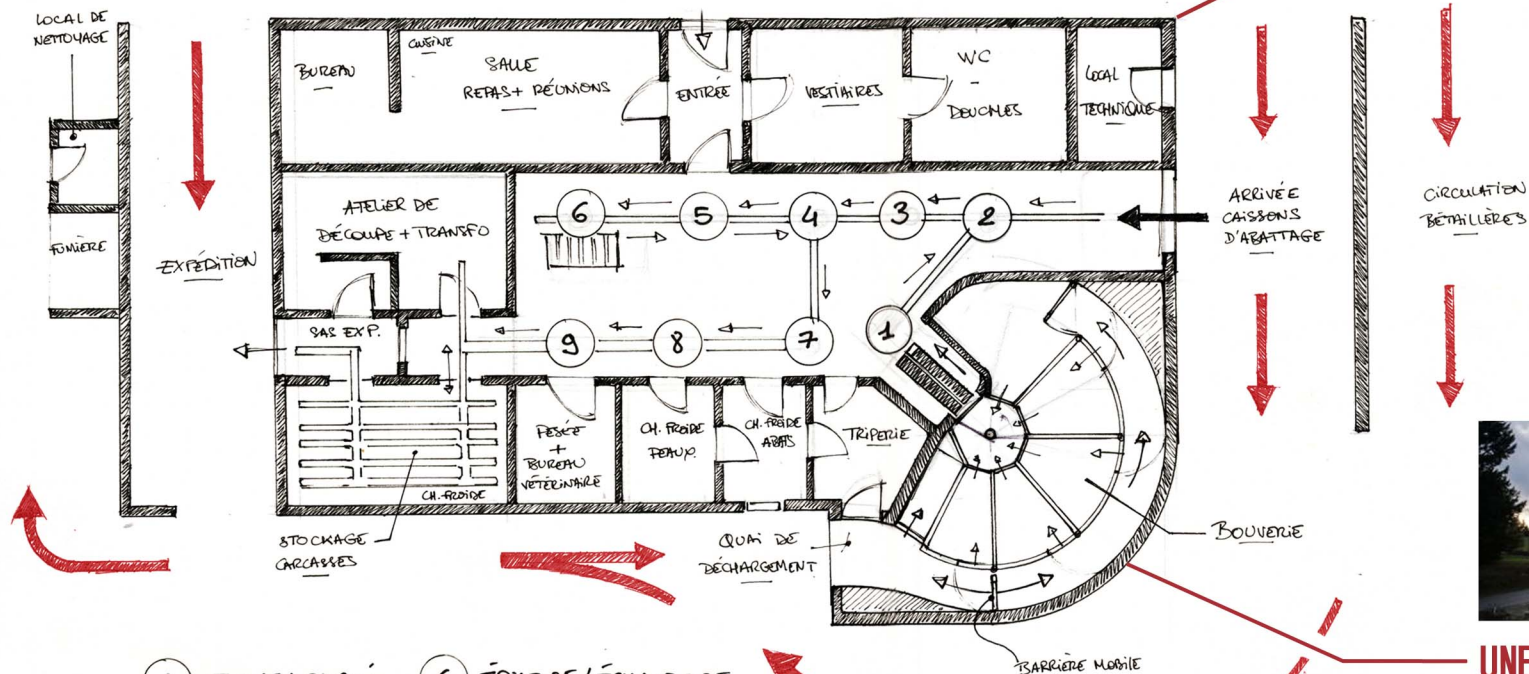 LOCAL DE
NETTOYAGE
FUMIÈRE
EXPÉDITION
BUREAU
CUISINE
SALLE
REPAS + RÉUNIONS
ENTRÉE
VESTIAIRES
WC
-
DOUCHES
LOCAL
TECHNIQUE
ARRIVÉE
CAISSONS
D'ABATTAGE
CIRCULATION
BÉTAILLÈRES
ATELIER DE
DÉCOUPE + TRANSFO
6
5
4
3
2
1
SAS EXP.
9
8
7
CH. FROIDE
PESÉE
+
BUREAU
VÉTÉRINAIRE
CH. FROIDE
PEAUX.
CH. FROIDE
ABATS
TRIPERIE
STOCKAGE
CARCASSES
QUAI DE
DÉCHARGEMENT
BOUVERIE
BARRIÈRE MOBILE
UNE